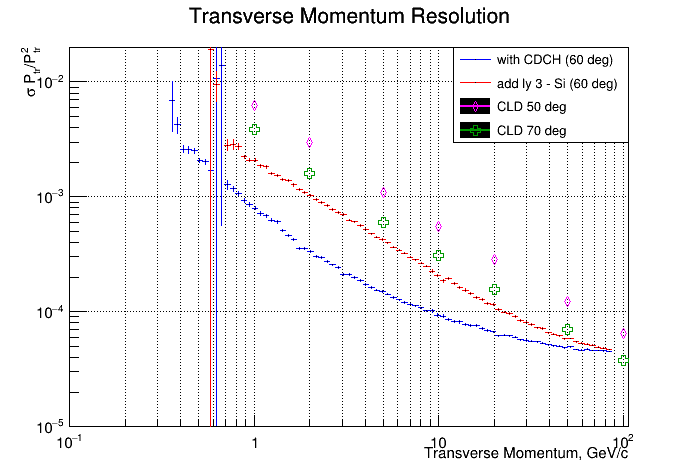 Transverse Momentum Resolution
σ P_tr/P²_tr
with CDCH (60 deg)
add ly 3 - Si (60 deg)
CLD 50 deg
CLD 70 deg
10⁻²
10⁻³
10⁻⁴
10⁻⁵
10⁻¹ 1 10 10²
Transverse Momentum, GeV/c